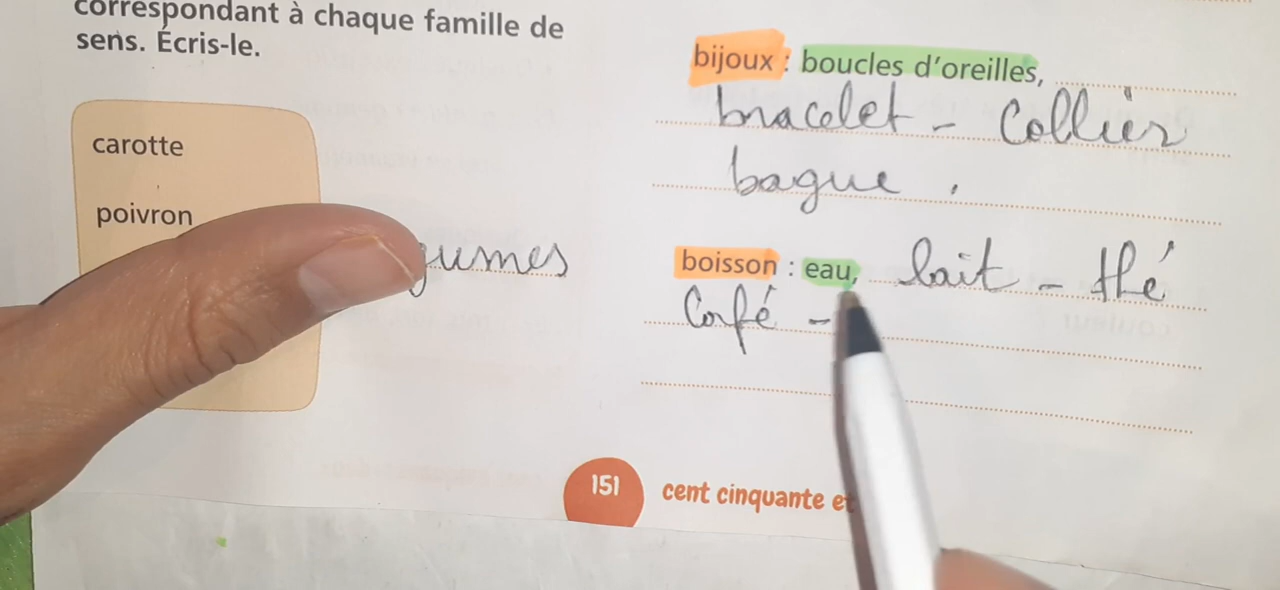 correspondant à chaque famille de
sens. Écris-le.
carotte
poivron
gumes
bijoux : boucles d'oreilles,
bracelet - Collier
bague .
boisson : eau, lait - thé
Café -
151 cent cinquante et